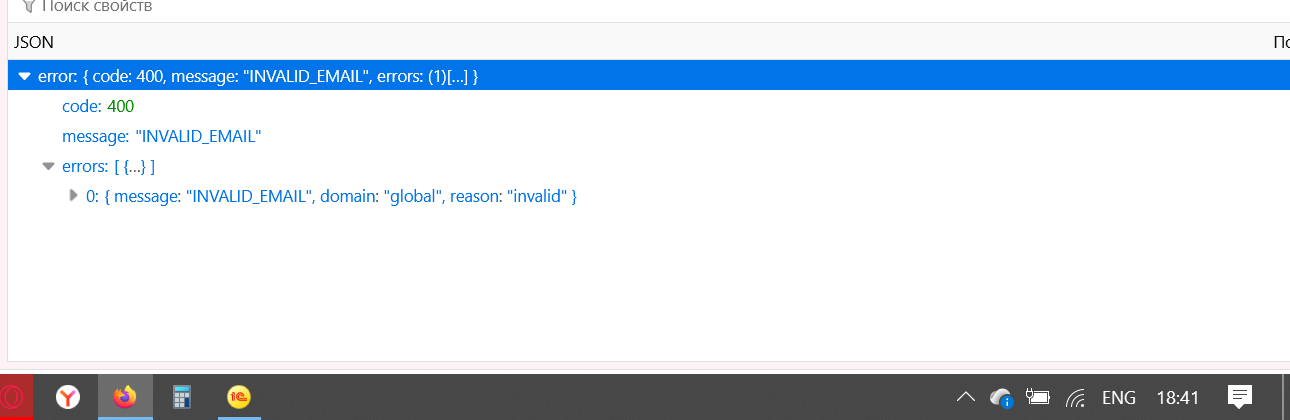 Поиск свойств
JSON
error: { code: 400, message: "INVALID_EMAIL", errors: (1)[…] }
code: 400
message: "INVALID_EMAIL"
errors: [ {…} ]
0: { message: "INVALID_EMAIL", domain: "global", reason: "invalid" }
1С
ENG
18:41